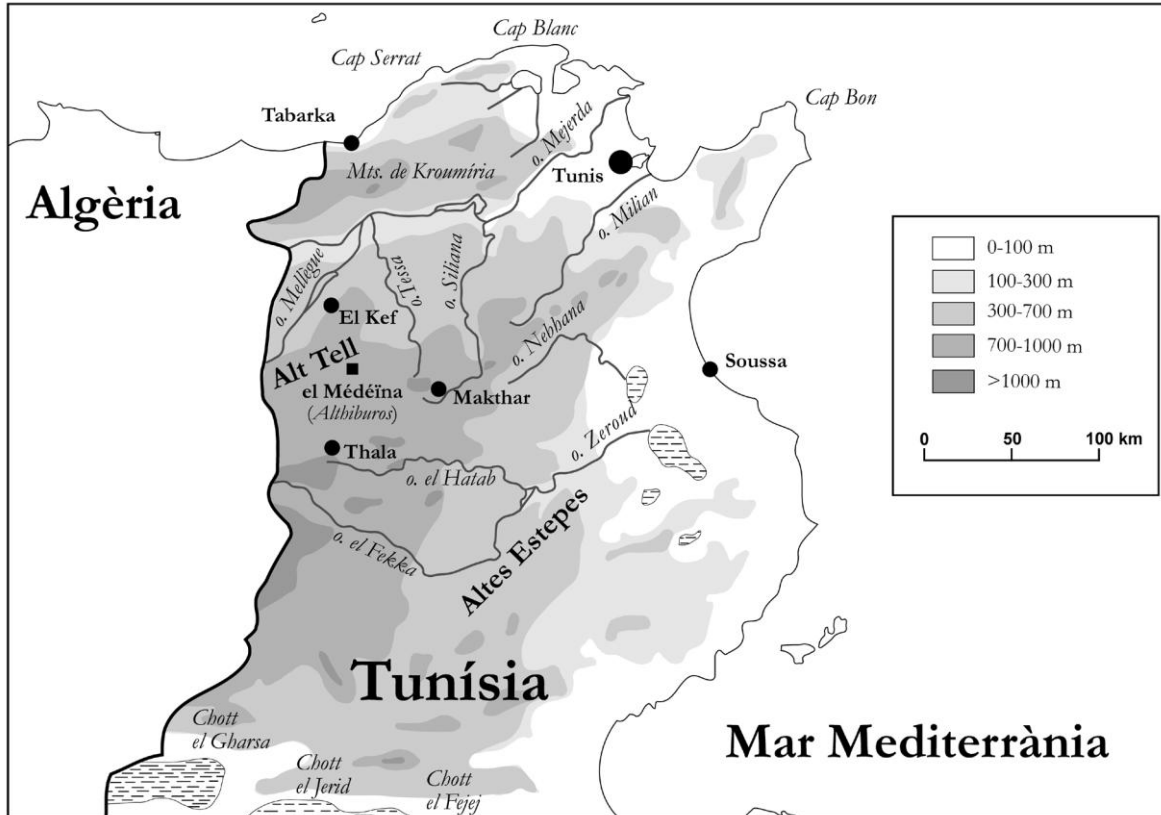 Cap Blanc
Cap Serrat
Cap Bon
Tabarka
o. Mejerda
Tunis
Mts. de Kroumíria
Algèria
o. Milian
o. Mellègue
o. Tessa
o. Siliana
El Kef
o. Nebhana
Alt Tell
el Médéïna
(Althiburos)
Makthar
Soussa
Thala
o. Zeroud
o. el Hatab
o. el Fekka
Altes Estepes
Tunísia
Mar Mediterrània
Chott
el Gharsa
Chott
el Jerid
Chott
el Fejej
0-100 m
100-300 m
300-700 m
700-1000 m
>1000 m
0 50 100 km